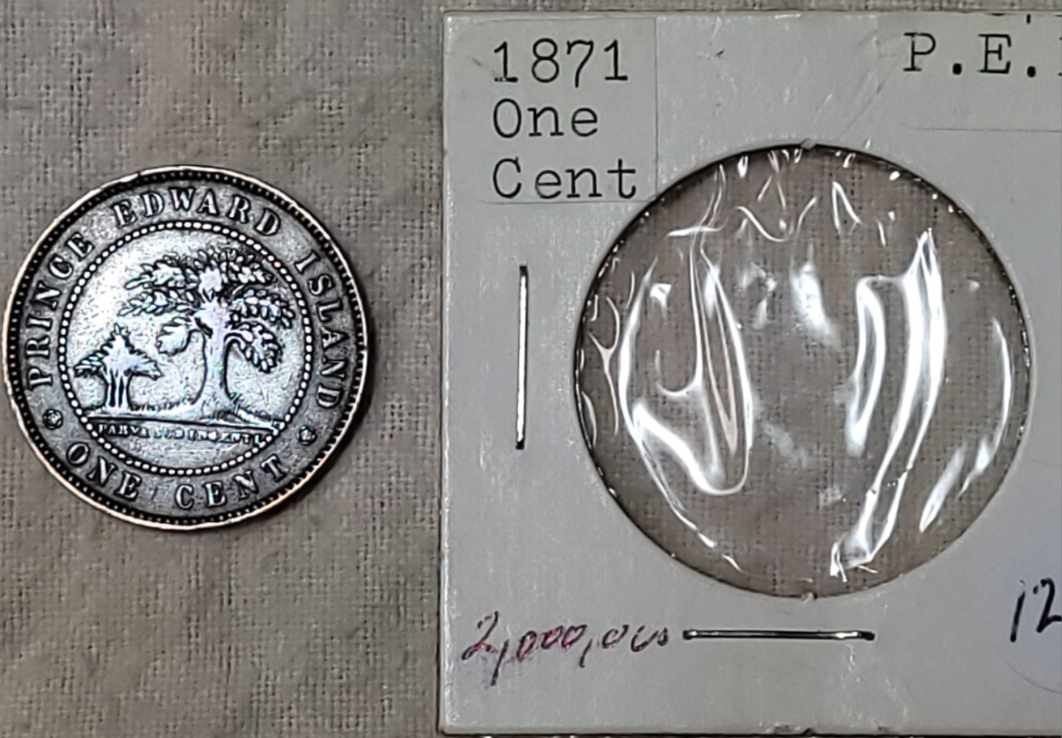 PRINCE EDWARD ISLAND
PARVA SUB INGENTI
ONE CENT
1871
One
Cent
P.E.
2,000,000
12